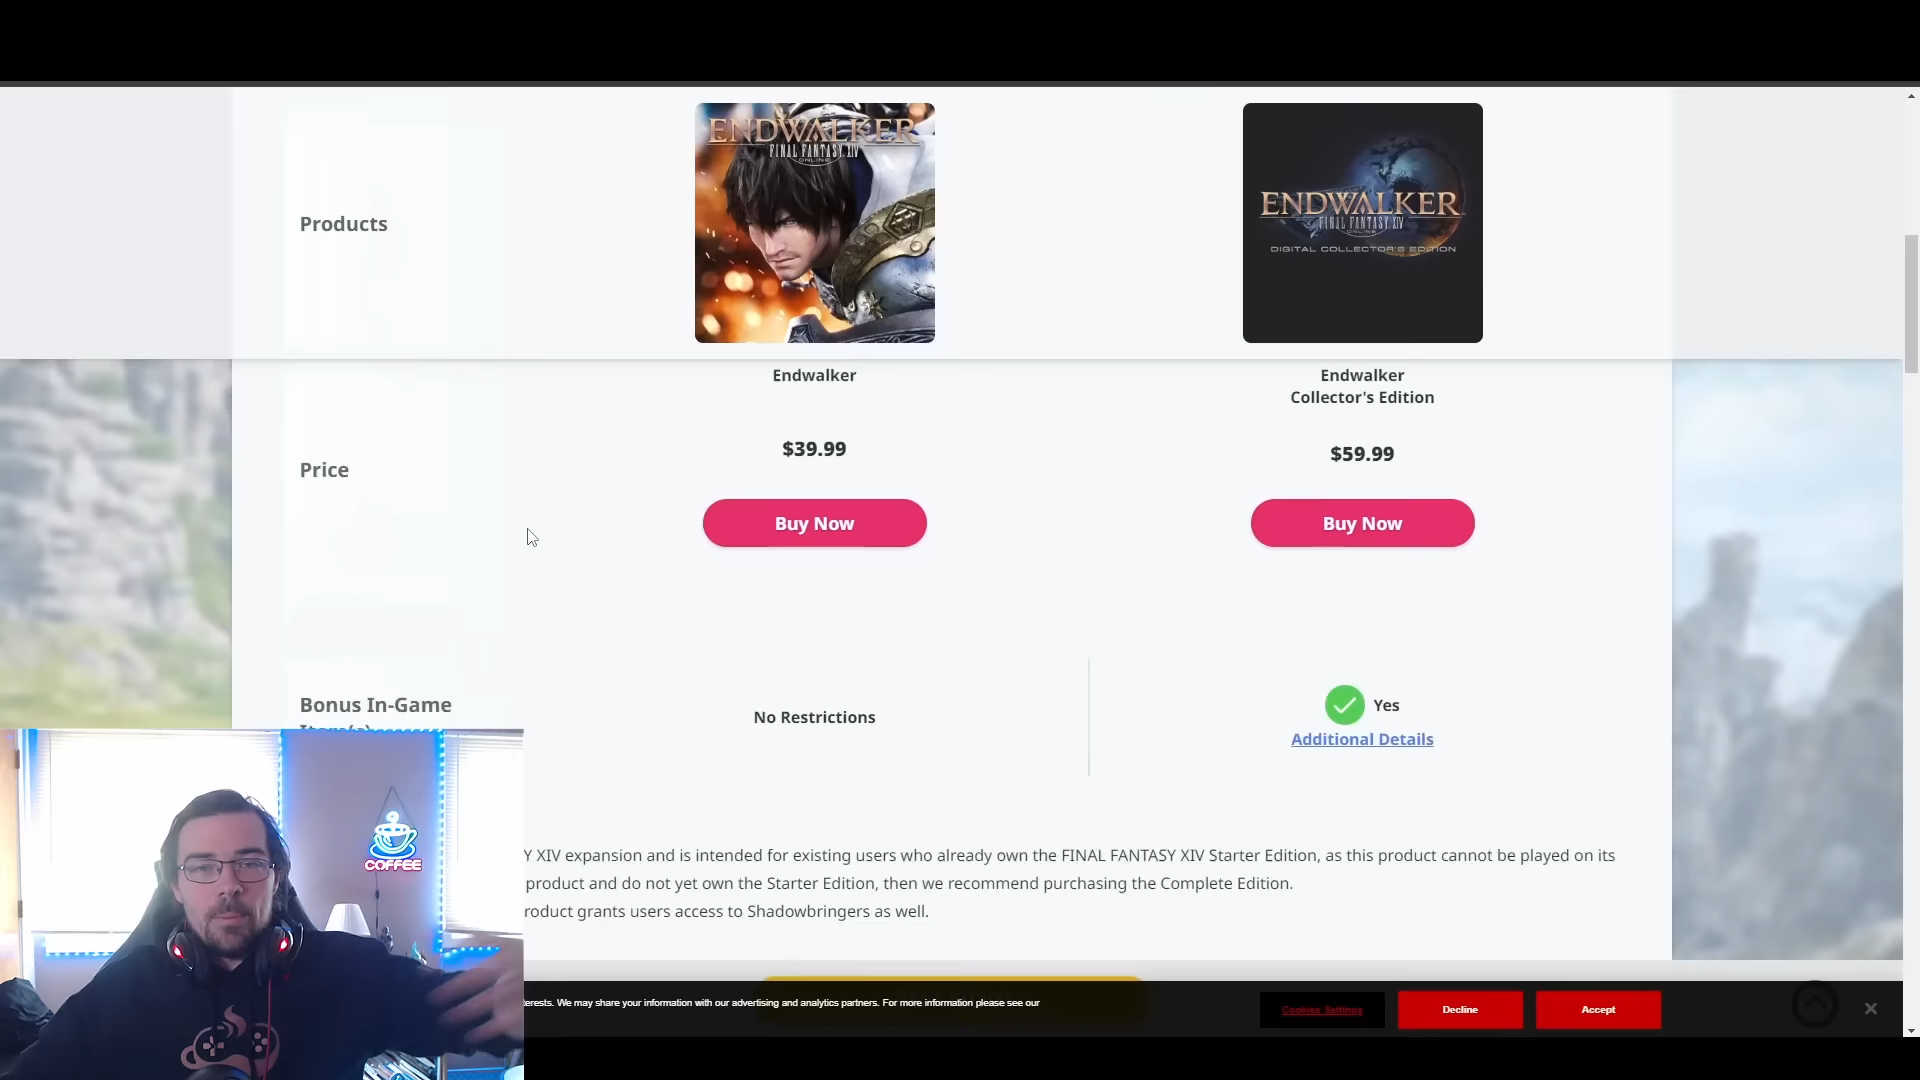 ENDWALKER
FINAL FANTASY XIV
ONLINE
ENDWALKER
FINAL FANTASY XIV
ONLINE
DIGITAL COLLECTOR'S EDITION
Products
Endwalker
Endwalker
Collector's Edition
Price
$39.99
$59.99
Buy Now
Buy Now
Bonus In-Game
No Restrictions
Yes
Additional Details
Y XIV expansion and is intended for existing users who already own the FINAL FANTASY XIV Starter Edition, as this product cannot be played on its
product and do not yet own the Starter Edition, then we recommend purchasing the Complete Edition.
roduct grants users access to Shadowbringers as well.
COFFEE
terests. We may share your information with our advertising and analytics partners. For more information please see our
Cookies Settings
Decline
Accept